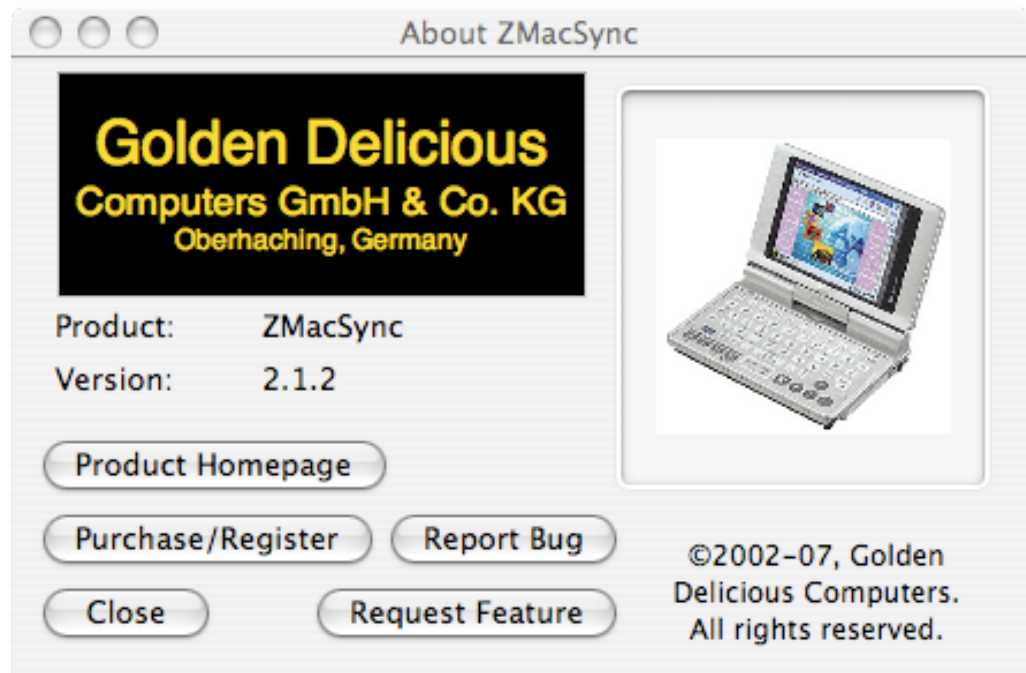 About ZMacSync
Golden Delicious
Computers GmbH & Co. KG
Oberhaching, Germany
Product: ZMacSync
Version: 2.1.2
Product Homepage
Purchase/Register
Report Bug
Close
Request Feature
©2002–07, Golden
Delicious Computers.
All rights reserved.